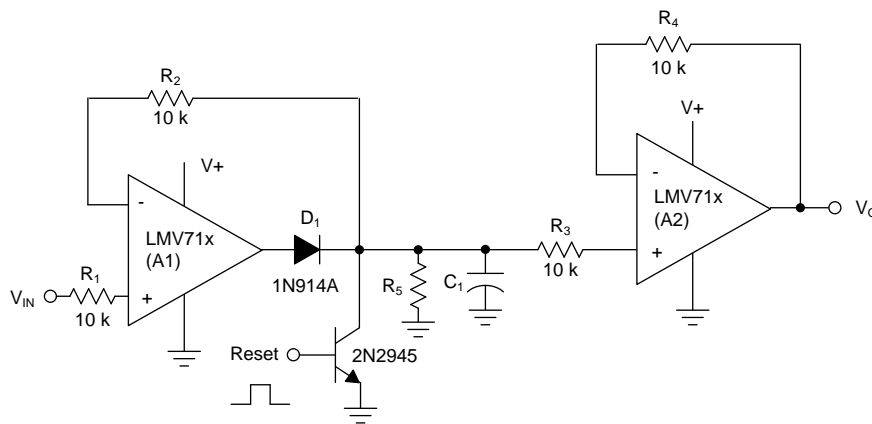 R4
10 k
R2
10 k
V+
V+
-
LMV71x
(A1)
+
D1
1N914A
R1
10 k
VIN
R3
10 k
-
LMV71x
(A2)
+
R5
C1
Reset
2N2945